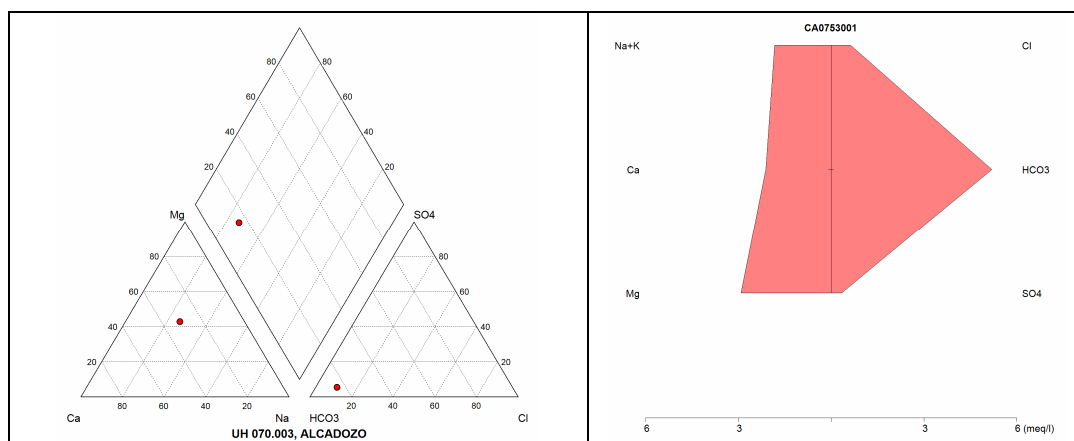 80 80
60 60
40 40
20 20
Mg SO4
80 80
60 60
40 40
20 20
80 60 40 20 20 40 60 80
Ca Na HCO3 Cl
UH 070.003, ALCADOZO
CA0753001
Na+K Cl
Ca HCO3
Mg SO4
6 3 3 6 (meq/l)